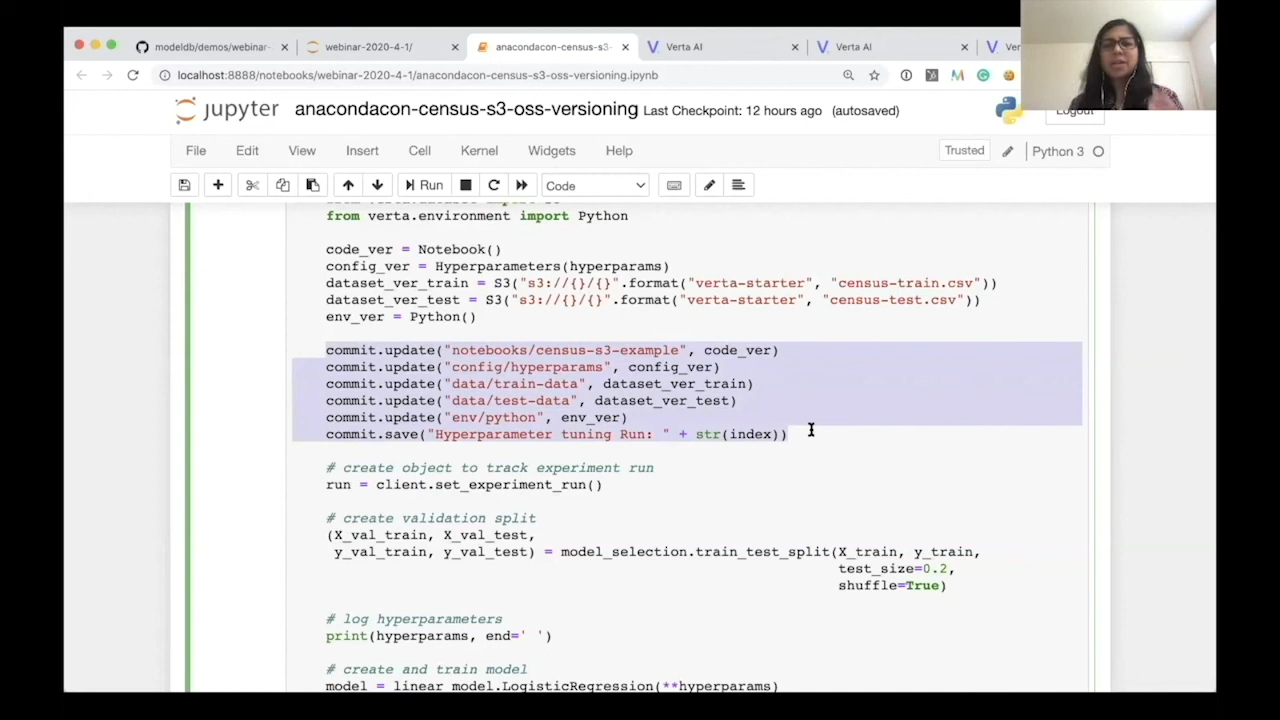 modeldb/demos/webinar-
webinar-2020-4-1/
anacondacon-census-s3-
Verta AI
Verta AI
Ver
localhost:8888/notebooks/webinar-2020-4-1/anacondacon-census-s3-oss-versioning.ipynb
jupyter anacondacon-census-s3-oss-versioning Last Checkpoint: 12 hours ago (autosaved)
Logout
File Edit View Insert Cell Kernel Widgets Help Trusted Python 3
Run Code
from verta.environment import Python
code_ver = Notebook()
config_ver = Hyperparameters(hyperparams)
dataset_ver_train = S3("s3://{}/{}".format("verta-starter", "census-train.csv"))
dataset_ver_test = S3("s3://{}/{}".format("verta-starter", "census-test.csv"))
env_ver = Python()
commit.update("notebooks/census-s3-example", code_ver)
commit.update("config/hyperparams", config_ver)
commit.update("data/train-data", dataset_ver_train)
commit.update("data/test-data", dataset_ver_test)
commit.update("env/python", env_ver)
commit.save("Hyperparameter tuning Run: " + str(index))
# create object to track experiment run
run = client.set_experiment_run()
# create validation split
(X_val_train, X_val_test,
y_val_train, y_val_test) = model_selection.train_test_split(X_train, y_train,
test_size=0.2,
shuffle=True)
# log hyperparameters
print(hyperparams, end=' ')
# create and train model
model = linear_model.LogisticRegression(**hyperparams)